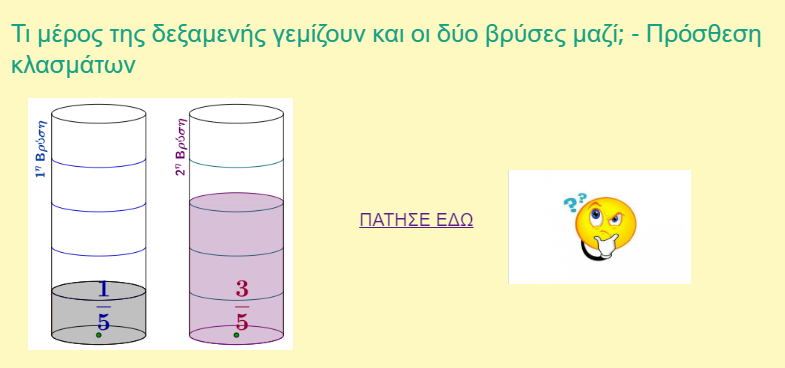 Τι μέρος της δεξαμενής γεμίζουν και οι δύο βρύσες μαζί; - Πρόσθεση
κλασμάτων
1η Βρύση
2η Βρύση
ΠΑΤΗΣΕ ΕΔΩ
??
1/5
3/5